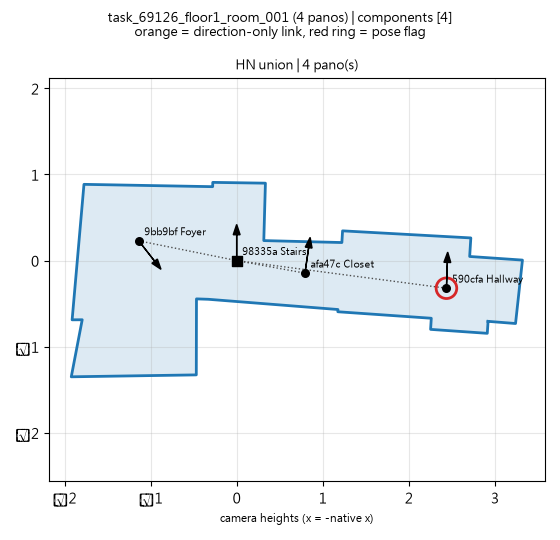 task_69126_floor1_room_001 (4 panos) | components [4]
orange = direction-only link, red ring = pose flag
HN union | 4 pano(s)
2
1
0
1
2
9bb9bf Foyer
98335a Stairs
afa47c Closet
590cfa Hallway
2 1 0 1 2 3
camera heights (x = -native x)